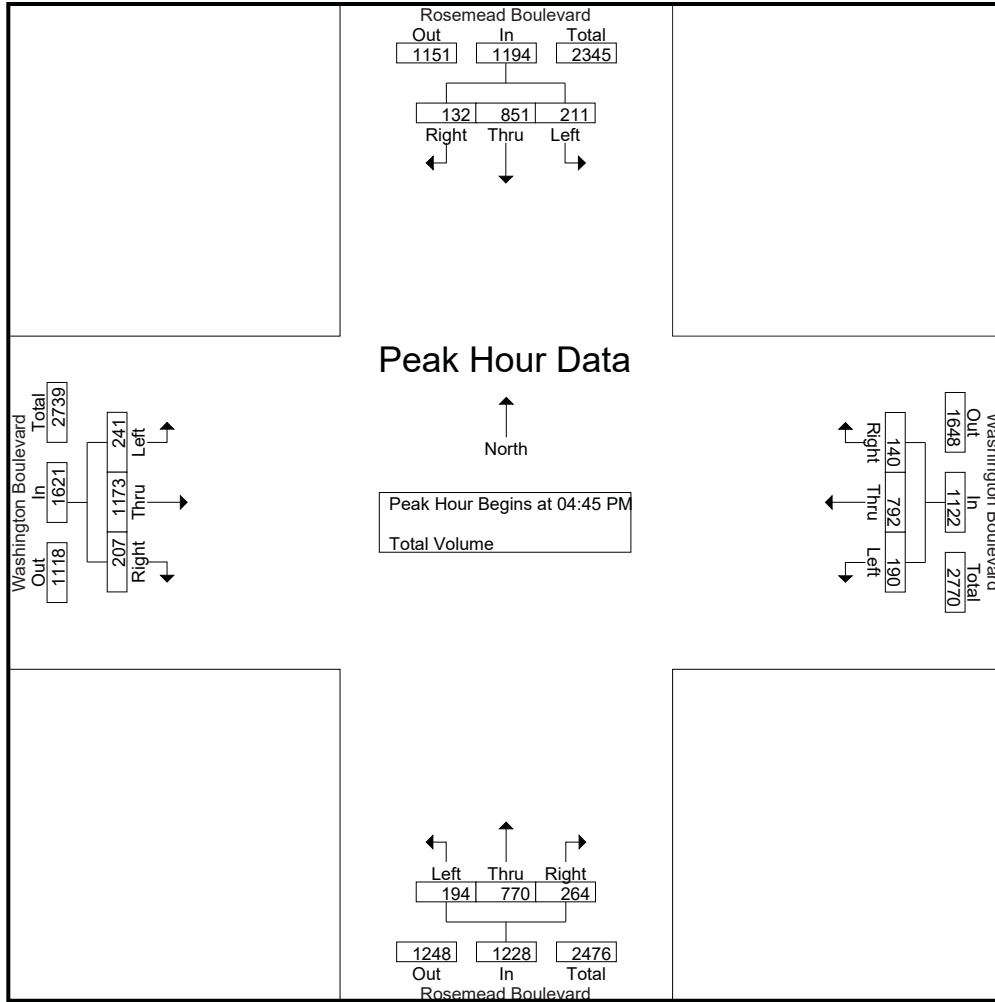 Rosemead Boulevard
Out In Total
1151 1194 2345
132 851 211
Right Thru Left
Peak Hour Data
North
Peak Hour Begins at 04:45 PM
Total Volume
Washington Boulevard
Total In Out
2739 1621 1118
241 1173 207
Left Thru Right
Washington Boulevard
Out In Total
1648 1122 2770
140 792 190
Right Thru Left
Left Thru Right
194 770 264
1248 1228 2476
Out In Total
Rosemead Boulevard